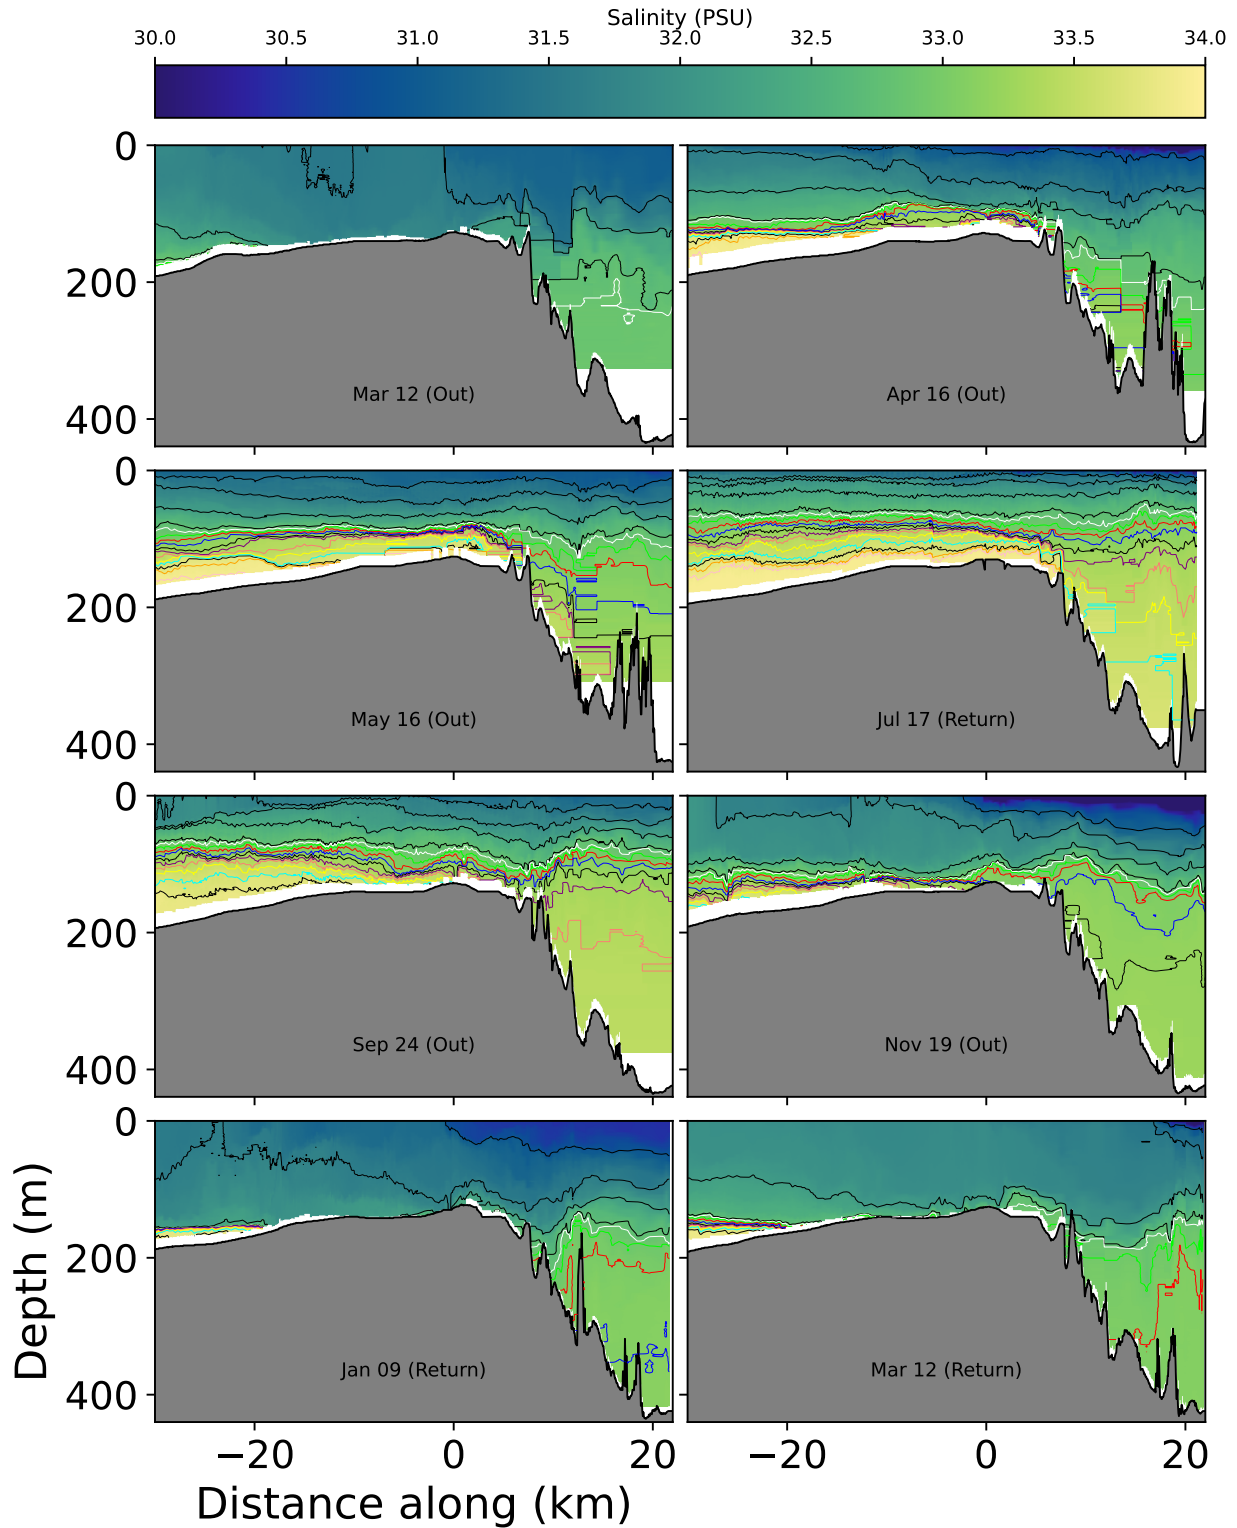 Salinity (PSU)
30.0 30.5 31.0 31.5 32.0 32.5 33.0 33.5 34.0
0
200
400
Mar 12 (Out)
Apr 16 (Out)
0
200
400
May 16 (Out)
Jul 17 (Return)
0
200
400
Sep 24 (Out)
Nov 19 (Out)
0
200
400
Jan 09 (Return)
Mar 12 (Return)
Depth (m)
−20 0 20 −20 0 20
Distance along (km)